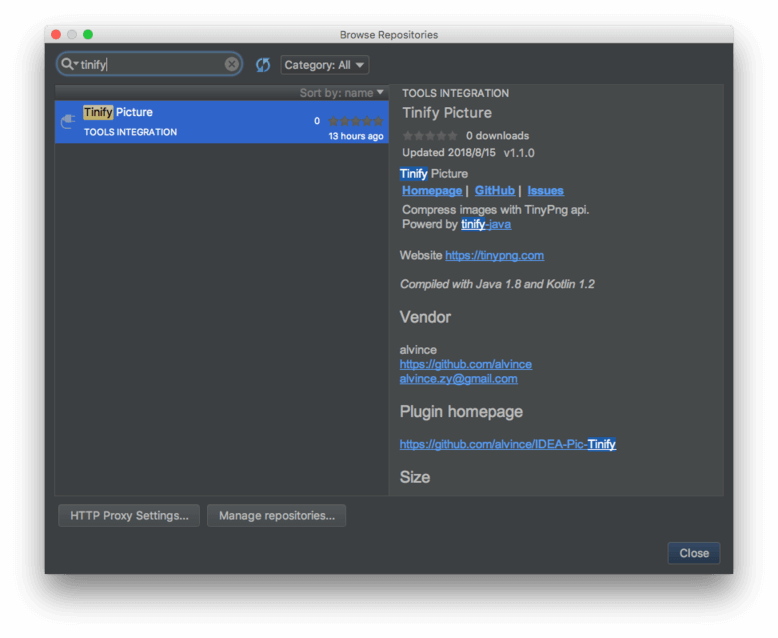 Browse Repositories
tinify
Category: All
Sort by: name
Tinify Picture
0
TOOLS INTEGRATION
13 hours ago
TOOLS INTEGRATION
Tinify Picture
0 downloads
Updated 2018/8/15 v1.1.0
Tinify Picture
Homepage | GitHub | Issues
Compress images with TinyPng api.
Powerd by tinify-java
Website https://tinypng.com
Compiled with Java 1.8 and Kotlin 1.2
Vendor
alvince
https://github.com/alvince
alvince.zy@gmail.com
Plugin homepage
https://github.com/alvince/IDEA-Pic-Tinify
Size
HTTP Proxy Settings...
Manage repositories...
Close